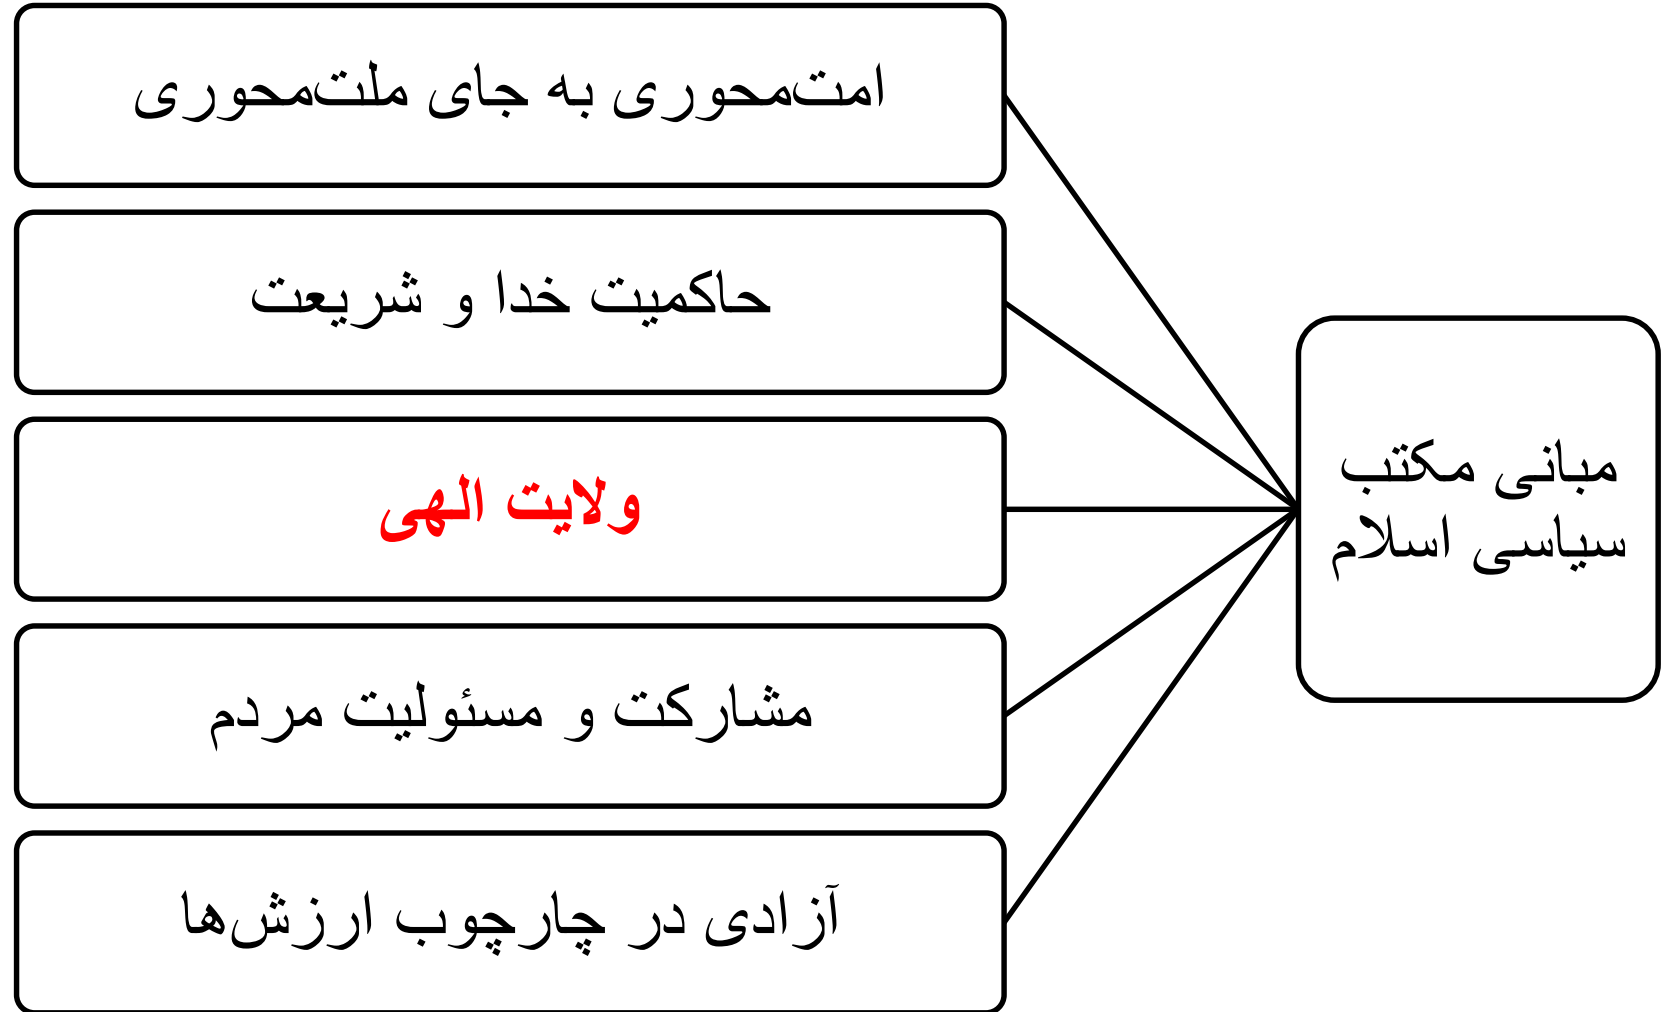 مبانی مکتب
سیاسی اسلام
امت‌محوری به جای ملت‌محوری
حاکمیت خدا و شریعت
ولایت الهی
مشارکت و مسئولیت مردم
آزادی در چارچوب ارزش‌ها